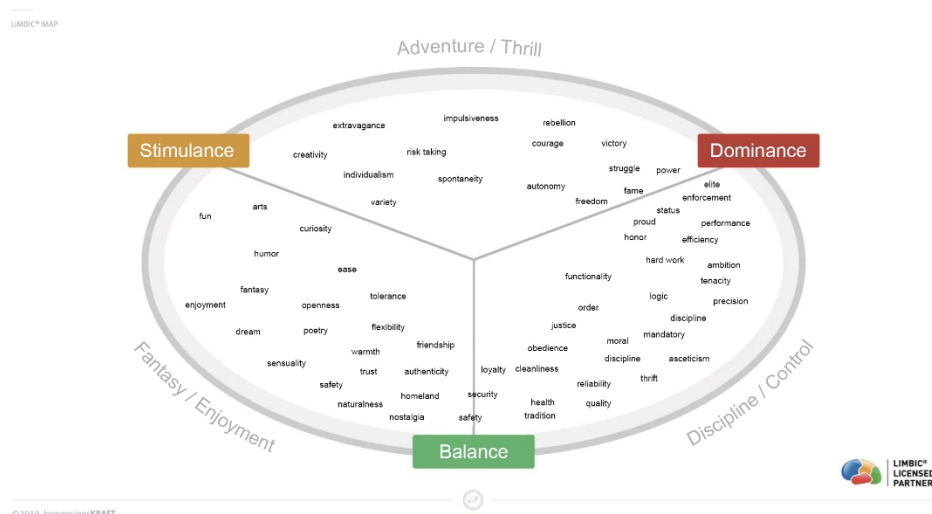 LIMBIC® MAP
Adventure / Thrill
impulsiveness
rebellion
extravagance
Stimulance
courage
victory
Dominance
creativity
risk taking
struggle
power
individualism
spontaneity
autonomy
elite
fame
enforcement
variety
freedom
arts
fun
status
proud
performance
curiosity
honor
efficiency
humor
hard work
ambition
ease
functionality
tenacity
fantasy
tolerance
logic
enjoyment
openness
order
precision
discipline
dream
poetry
flexibility
justice
mandatory
friendship
moral
warmth
obedience
sensuality
discipline
asceticism
trust
authenticity
loyalty
cleanliness
safety
reliability
thrift
homeland
security
naturalness
health
quality
nostalgia
safety
tradition
Fantasy / Enjoyment
Discipline / Control
Balance
LIMBIC®
LICENSED
PARTNER
©2019 konversionsKRAFT